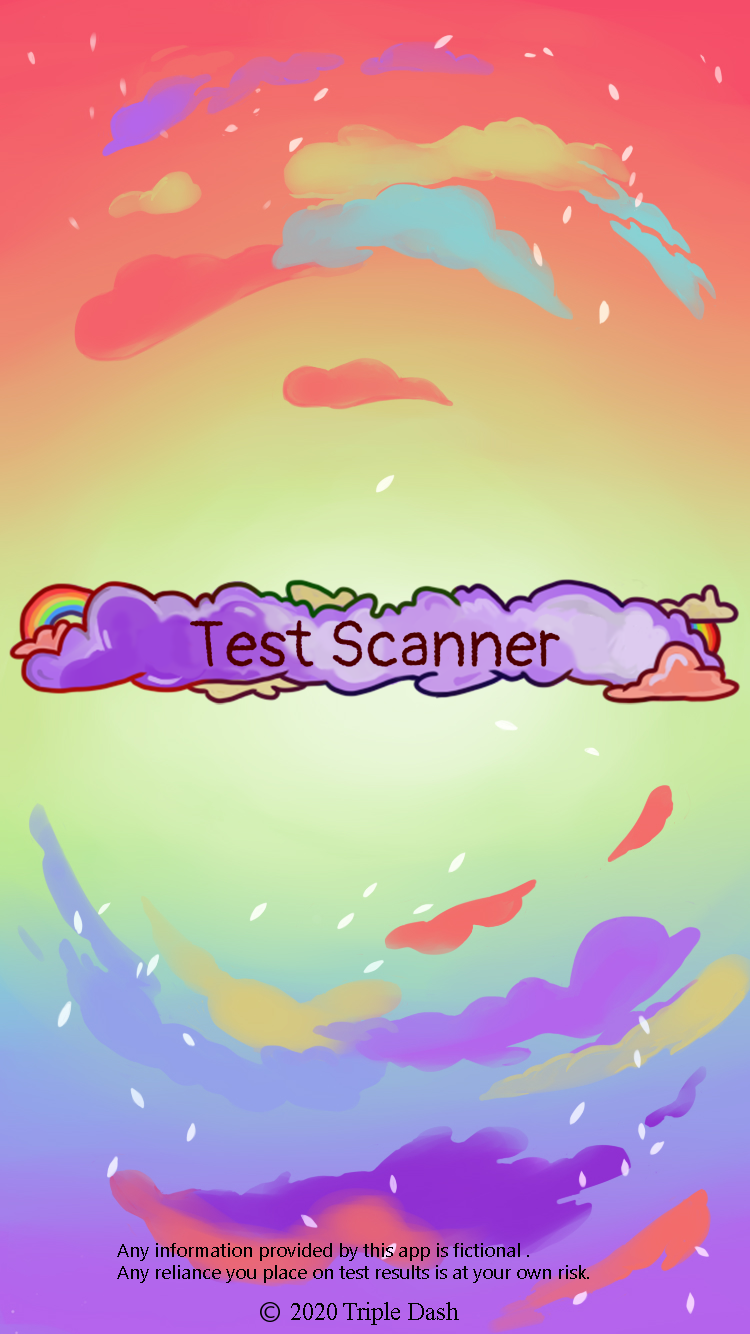 Test Scanner
Any information provided by this app is fictional .
Any reliance you place on test results is at your own risk.
© 2020 Triple Dash